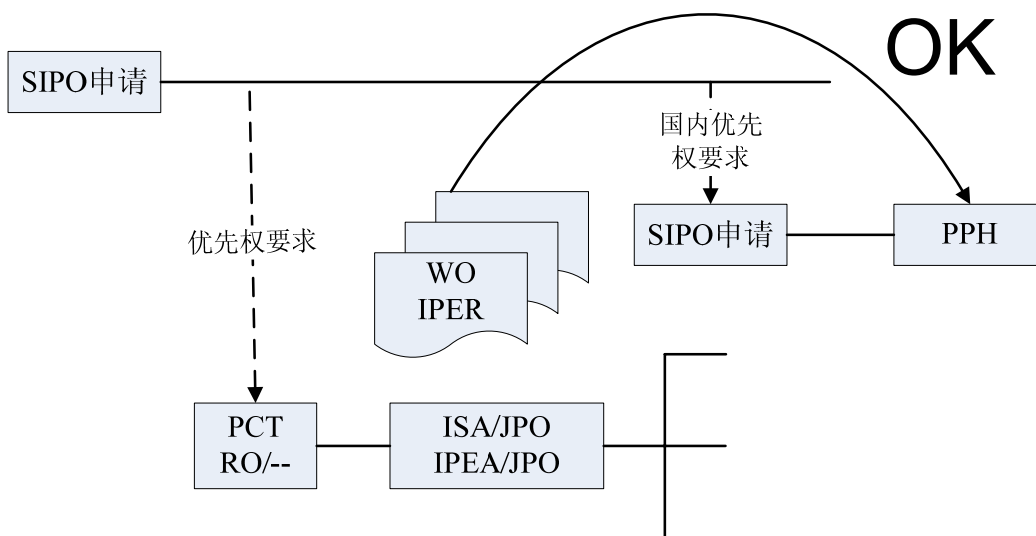 OK
SIPO申请
国内优先
权要求
优先权要求
SIPO申请
PPH
WO
IPER
PCT
RO/--
ISA/JPO
IPEA/JPO